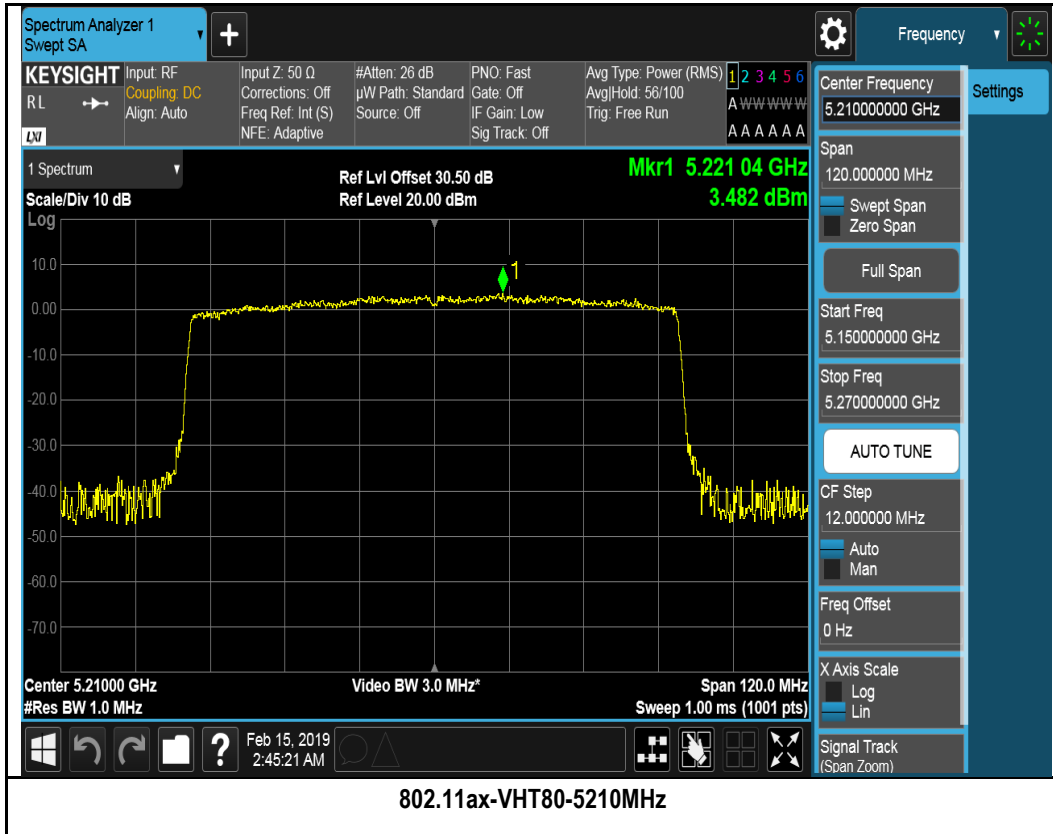 Spectrum Analyzer 1
Swept SA
Frequency
KEYSIGHT
RL
LXI
Input: RF
Coupling: DC
Align: Auto
Input Z: 50 Ω
Corrections: Off
Freq Ref: Int (S)
NFE: Adaptive
#Atten: 26 dB
µW Path: Standard
Source: Off
PNO: Fast
Gate: Off
IF Gain: Low
Sig Track: Off
Avg Type: Power (RMS)
Avg|Hold: 56/100
Trig: Free Run
1 2 3 4 5 6
A W W W W W
A A A A A A
1 Spectrum
Scale/Div 10 dB
Log
Ref Lvl Offset 30.50 dB
Ref Level 20.00 dBm
Mkr1 5.221 04 GHz
3.482 dBm
1
10.0
0.00
-10.0
-20.0
-30.0
-40.0
-50.0
-60.0
-70.0
Center 5.21000 GHz
#Res BW 1.0 MHz
Video BW 3.0 MHz*
Span 120.0 MHz
Sweep 1.00 ms (1001 pts)
Center Frequency
5.210000000 GHz
Settings
Span
120.000000 MHz
Swept Span
Zero Span
Full Span
Start Freq
5.150000000 GHz
Stop Freq
5.270000000 GHz
AUTO TUNE
CF Step
12.000000 MHz
Auto
Man
Freq Offset
0 Hz
X Axis Scale
Log
Lin
Signal Track
(Span Zoom)
?
Feb 15, 2019
2:45:21 AM
802.11ax-VHT80-5210MHz